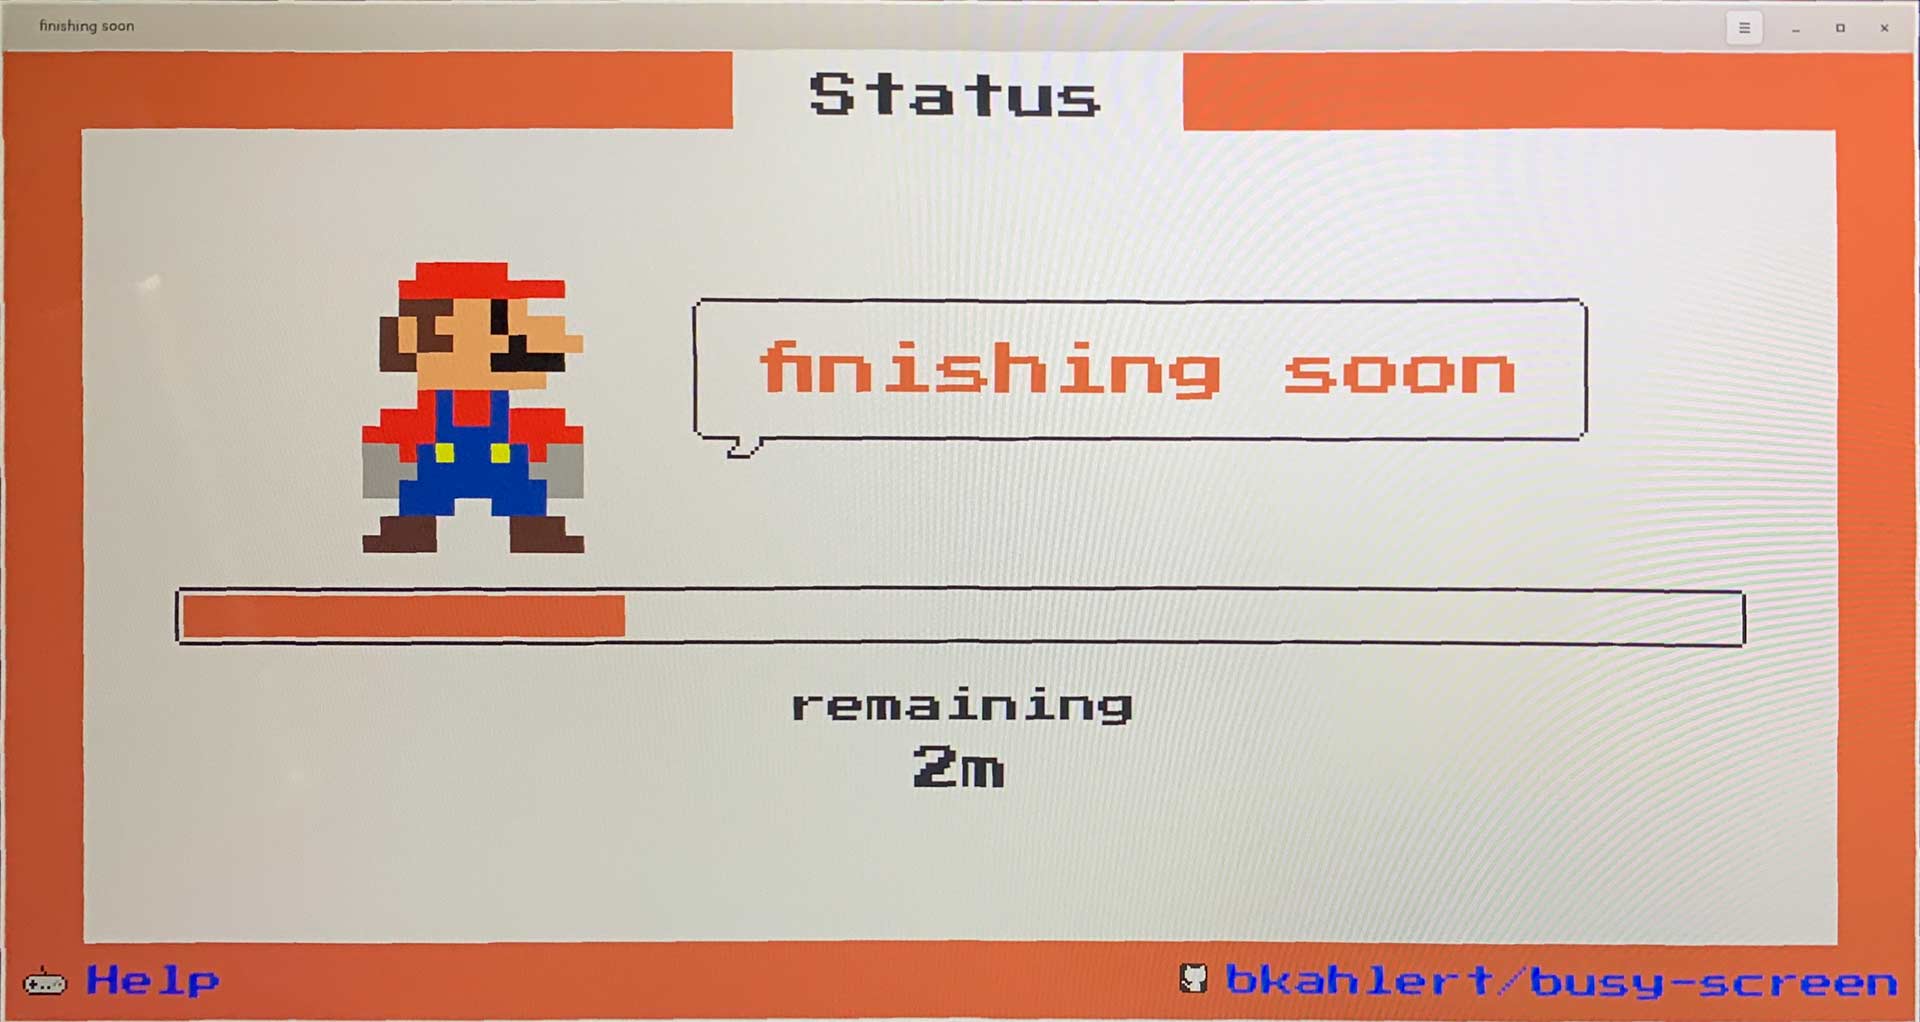 finishing soon
Status
finishing soon
remaining
2m
Help
bkahlert/busy-screen